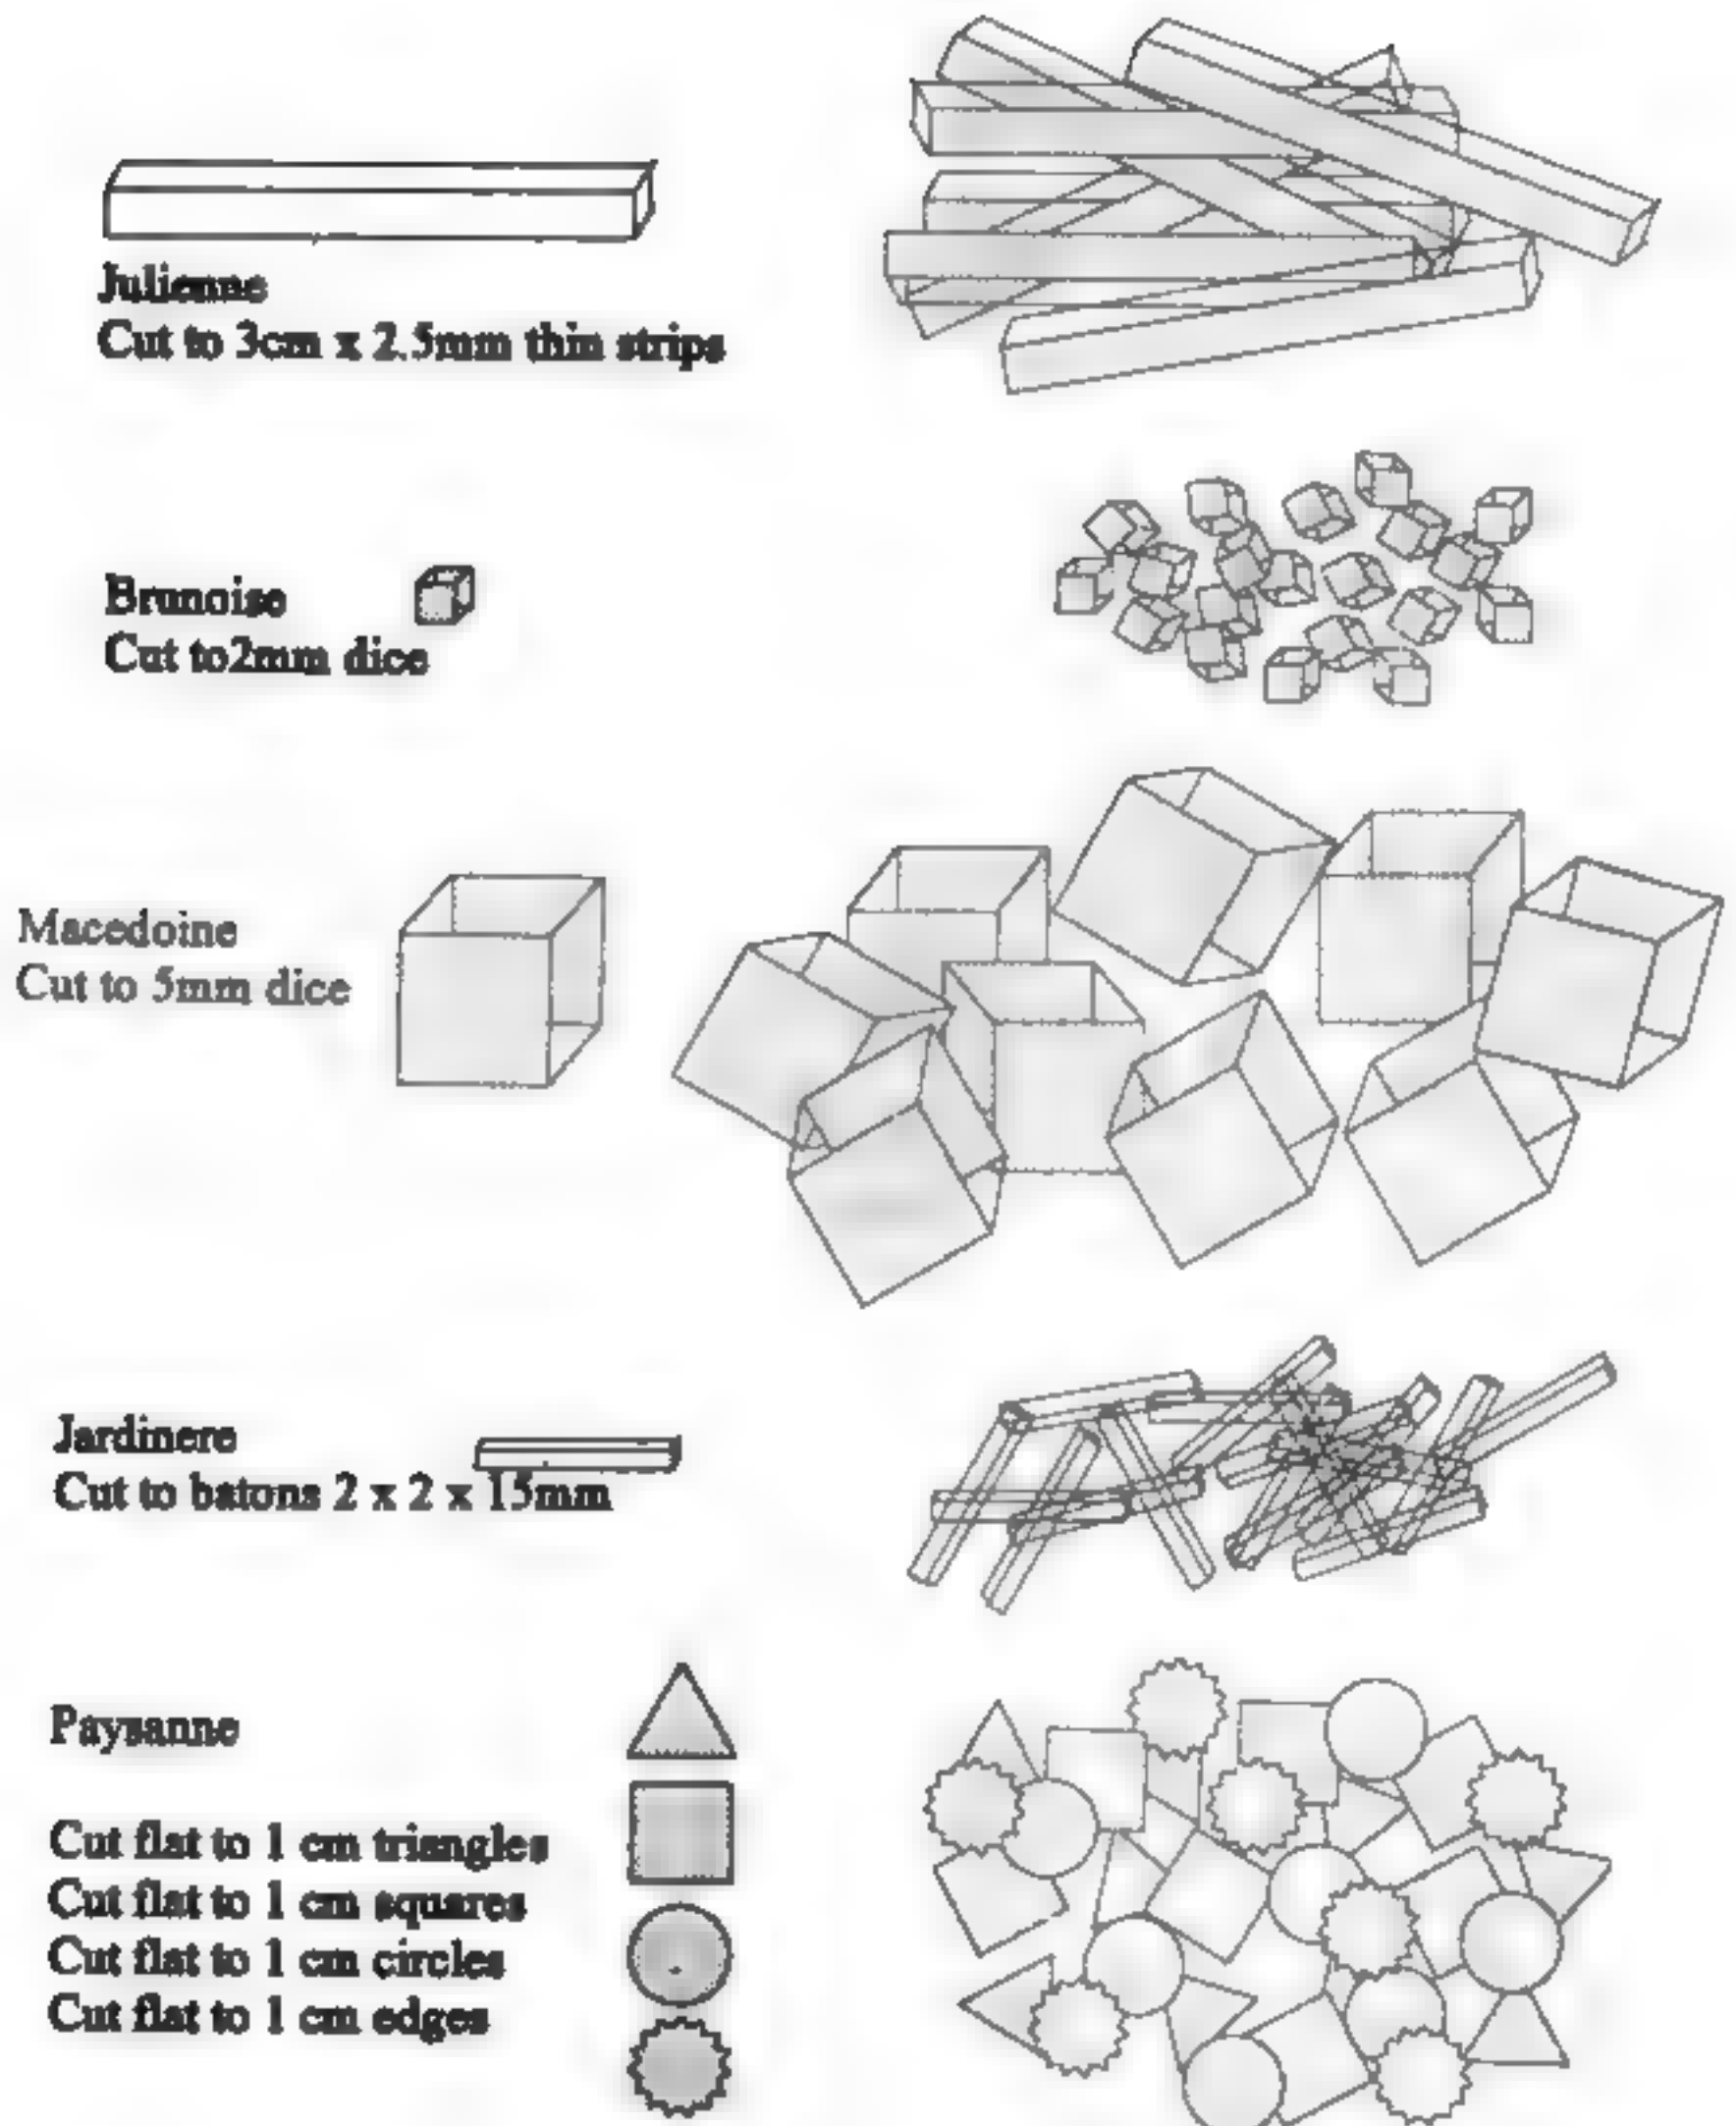 Julienne
Cut to 3cm x 2.5mm thin strips
Brunoise
Cut to2mm dice
Macedoine
Cut to 5mm dice
Jardinere
Cut to batons 2 x 2 x 15mm
Paysanne
Cut flat to 1 cm triangles
Cut flat to 1 cm squares
Cut flat to 1 cm circles
Cut flat to 1 cm edges